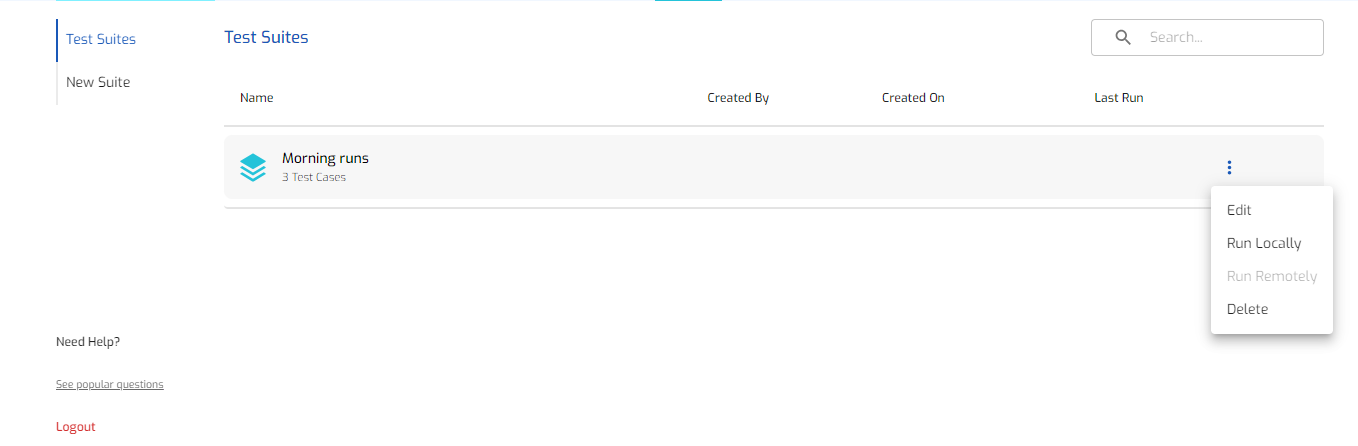 Test Suites
New Suite
Test Suites
Search...
Name Created By Created On Last Run
Morning runs
3 Test Cases
Edit
Run Locally
Run Remotely
Delete
Need Help?
See popular questions
Logout